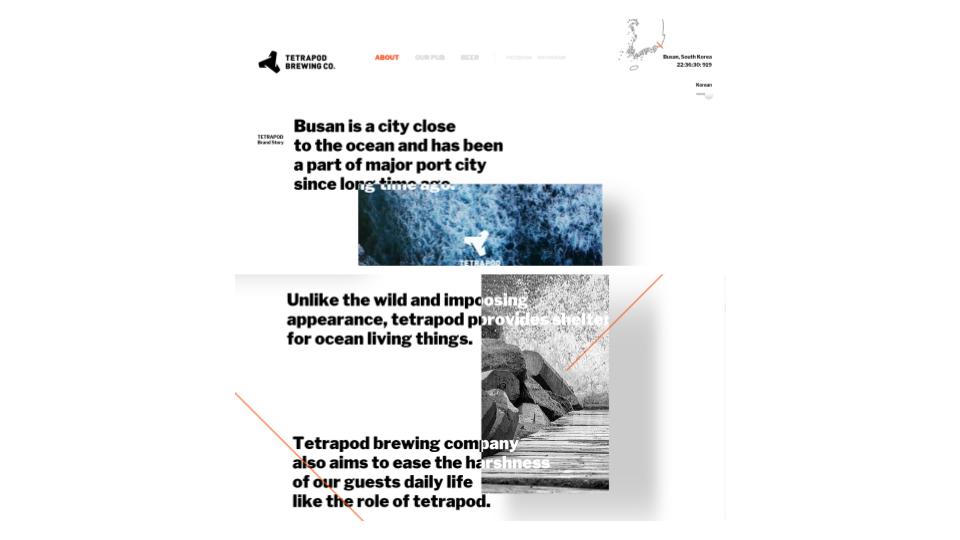 TETRAPOD
BREWING CO.
ABOUT OUR PUB BEER
Busan, South Korea
22:36:30: 919
Korean
TETRAPOD
Brand Story
Busan is a city close
to the ocean and has been
a part of major port city
since long time ago.
TETRAPOD
Unlike the wild and imposing
appearance, tetrapod provides shelter
for ocean living things.
Tetrapod brewing company
also aims to ease the harshness
of our guests daily life
like the role of tetrapod.